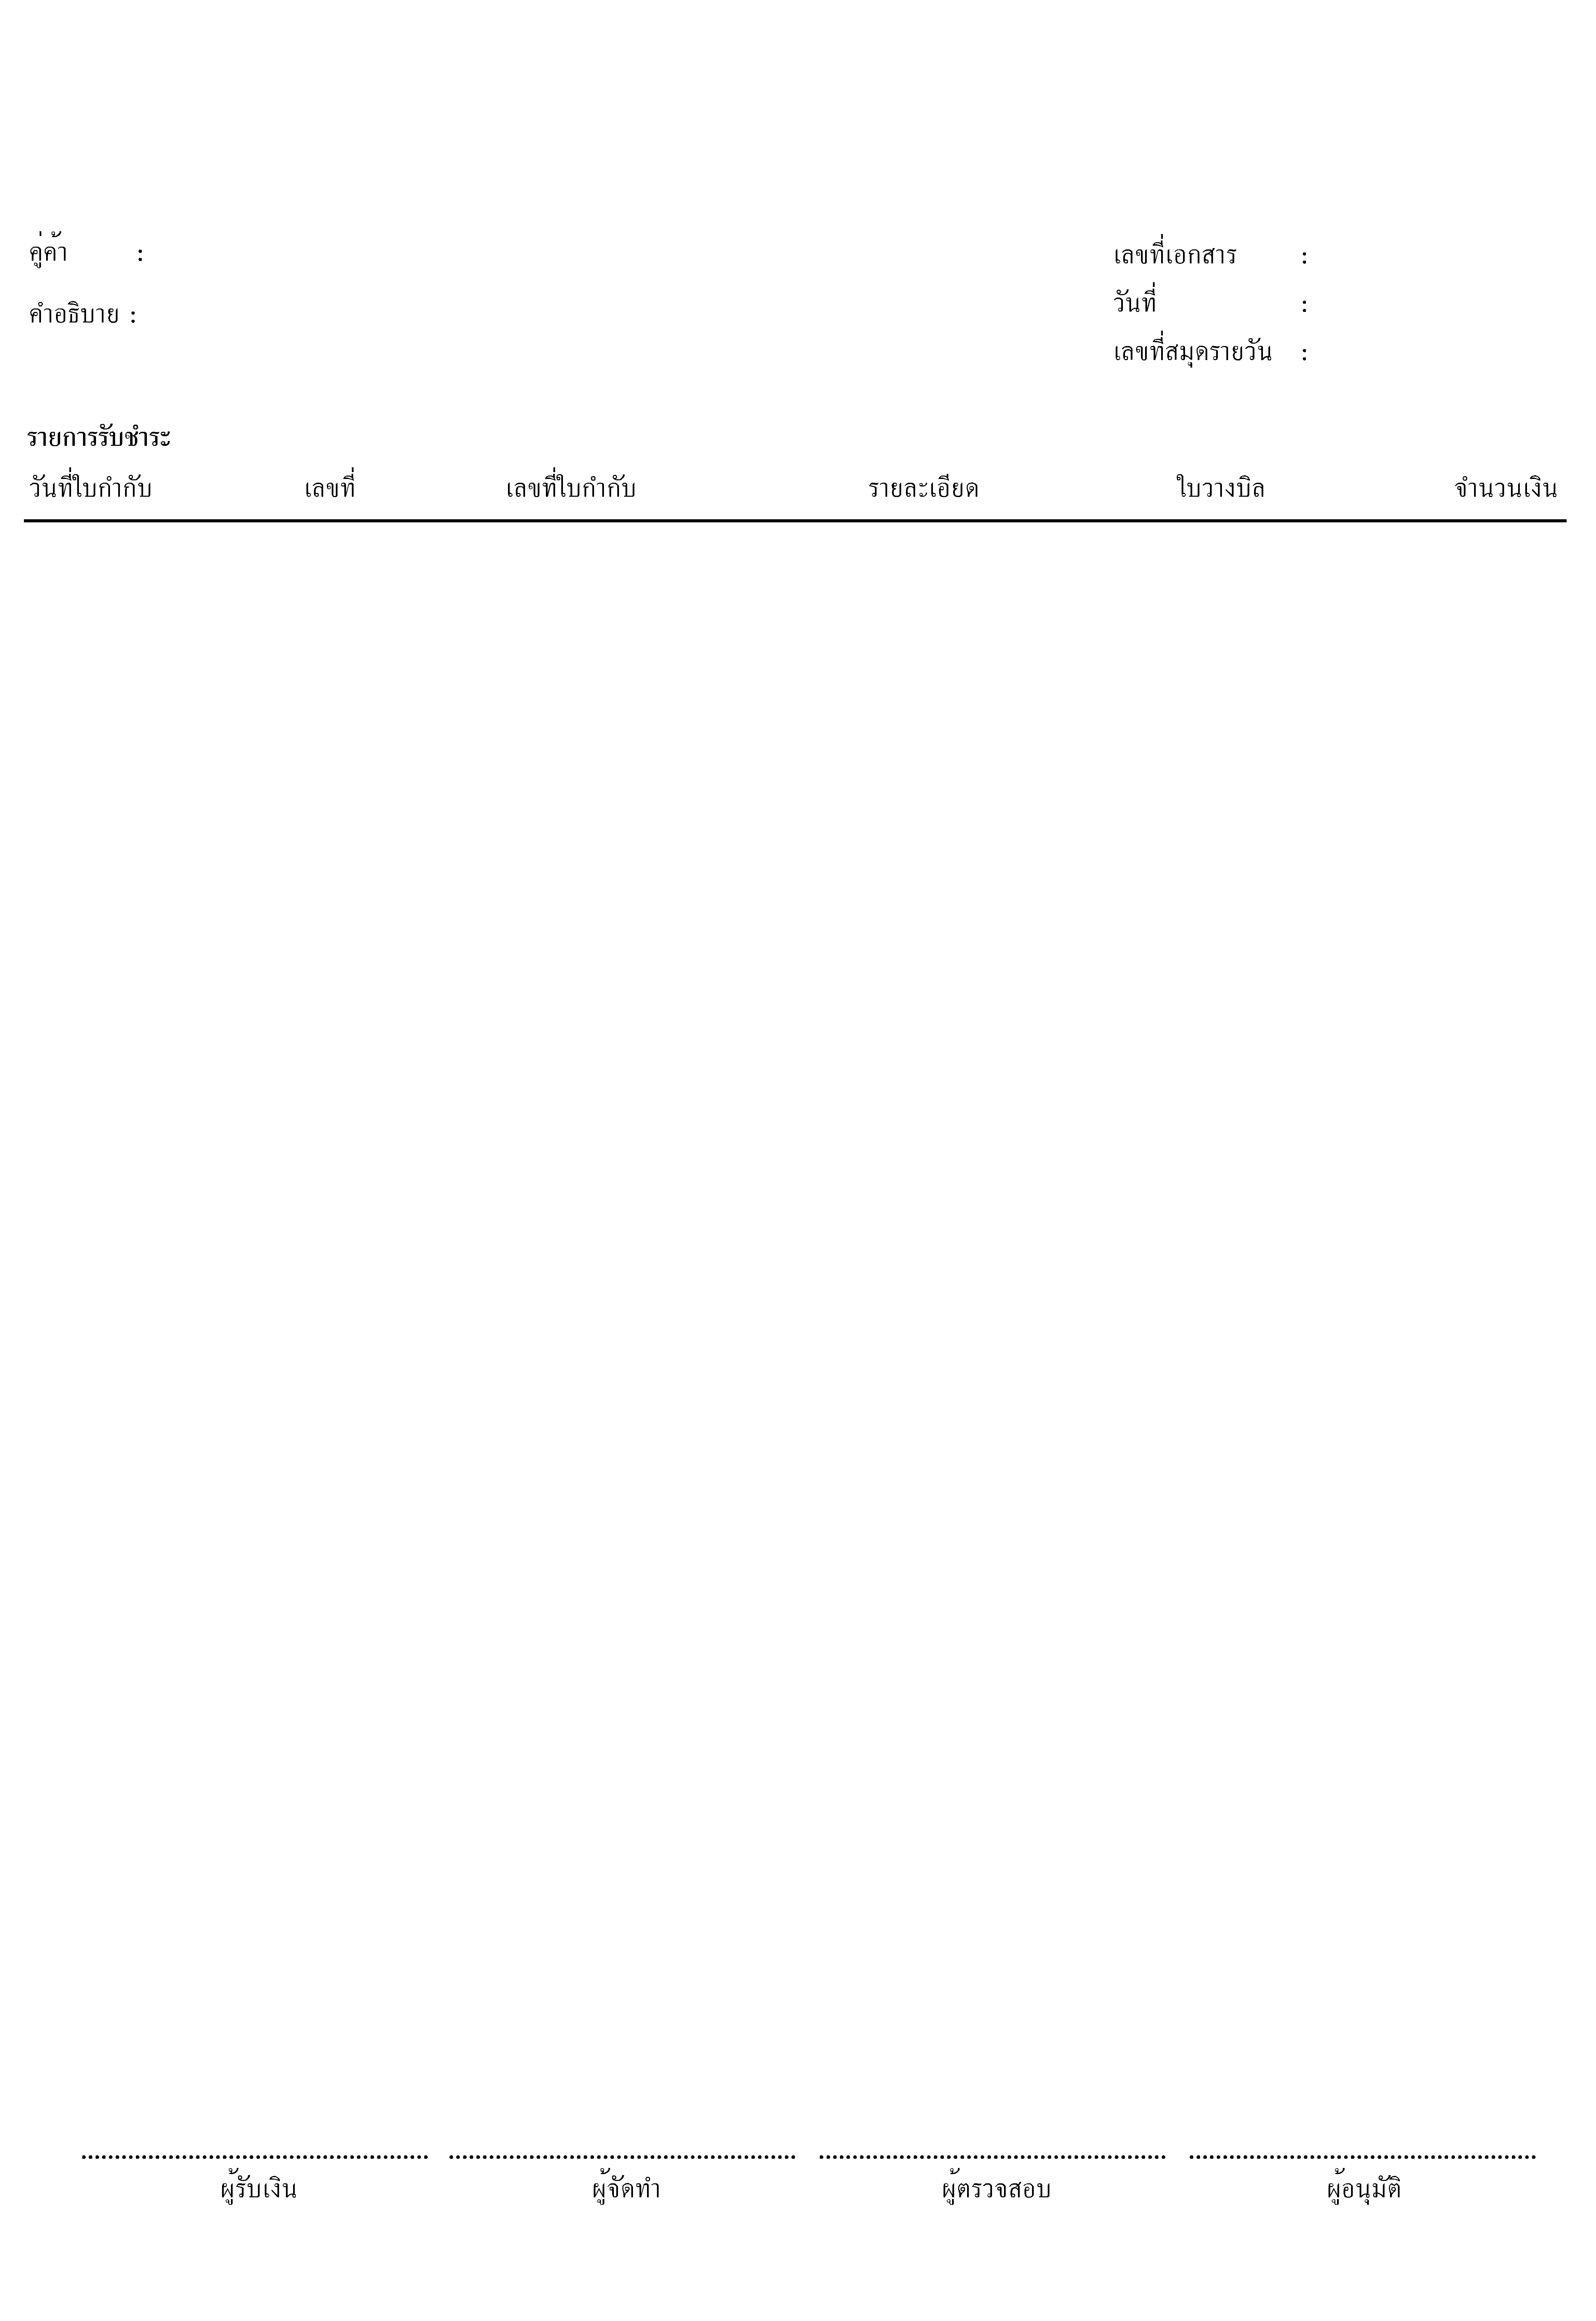 คู่ค้า : เลขที่เอกสาร :
วันที่ :
คำอธิบาย :
เลขที่สมุดรายวัน :
รายการรับชำระ
วันที่ใบกำกับ เลขที่ เลขที่ใบกำกับ รายละเอียด ใบวางบิล จำนวนเงิน
ผู้รับเงิน ผู้จัดทำ ผู้ตรวจสอบ ผู้อนุมัติ